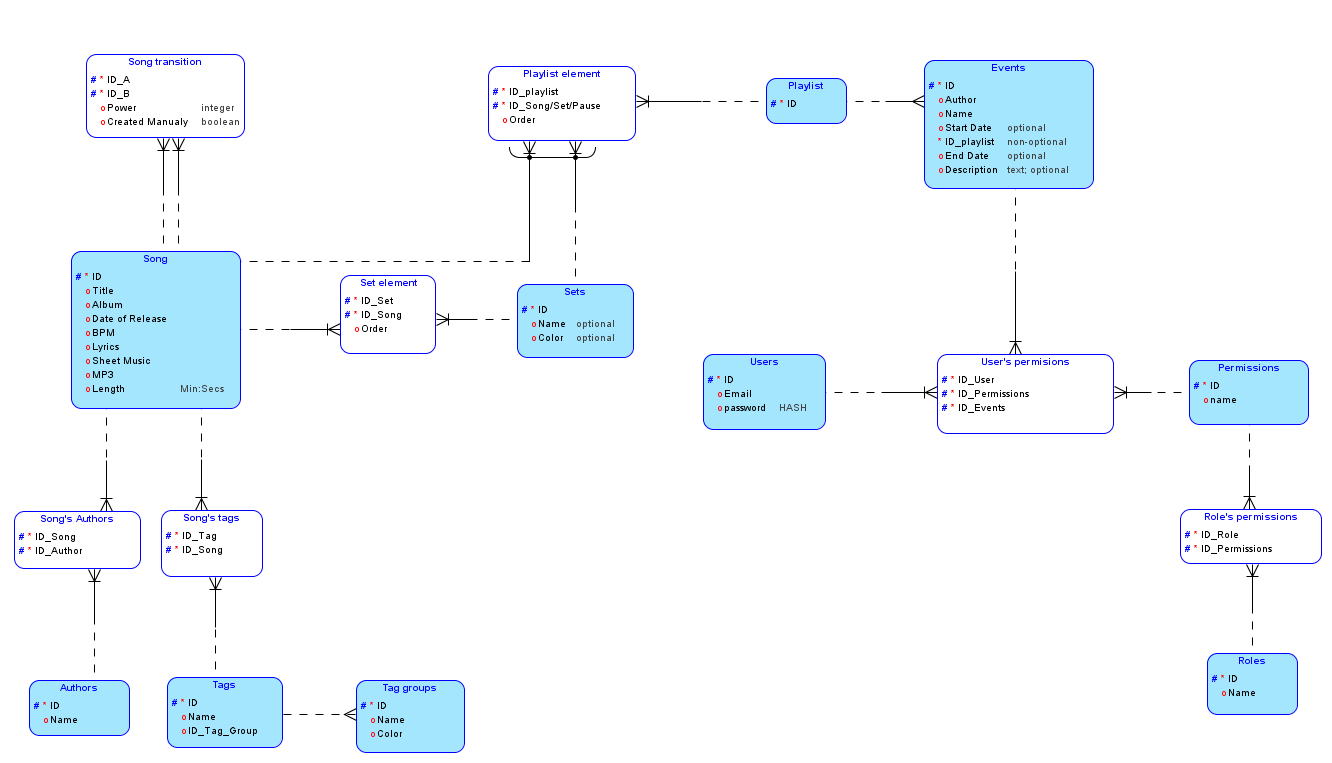 Song transition
# * ID_A
# * ID_B
o Power integer
o Created Manualy boolean
Playlist element
# * ID_playlist
# * ID_Song/Set/Pause
o Order
Playlist
# * ID
Events
# * ID
o Author
o Name
o Start Date optional
* ID_playlist non-optional
o End Date optional
o Description text; optional
Song
# * ID
o Title
o Album
o Date of Release
o BPM
o Lyrics
o Sheet Music
o MP3
o Length Min:Secs
Set element
# * ID_Set
# * ID_Song
o Order
Sets
# * ID
o Name optional
o Color optional
Users
# * ID
o Email
o password HASH
User's permisions
# * ID_User
# * ID_Permissions
# * ID_Events
Permissions
# * ID
o name
Song's Authors
# * ID_Song
# * ID_Author
Song's tags
# * ID_Tag
# * ID_Song
Role's permissions
# * ID_Role
# * ID_Permissions
Authors
# * ID
o Name
Tags
# * ID
o Name
o ID_Tag_Group
Tag groups
# * ID
o Name
o Color
Roles
# * ID
o Name